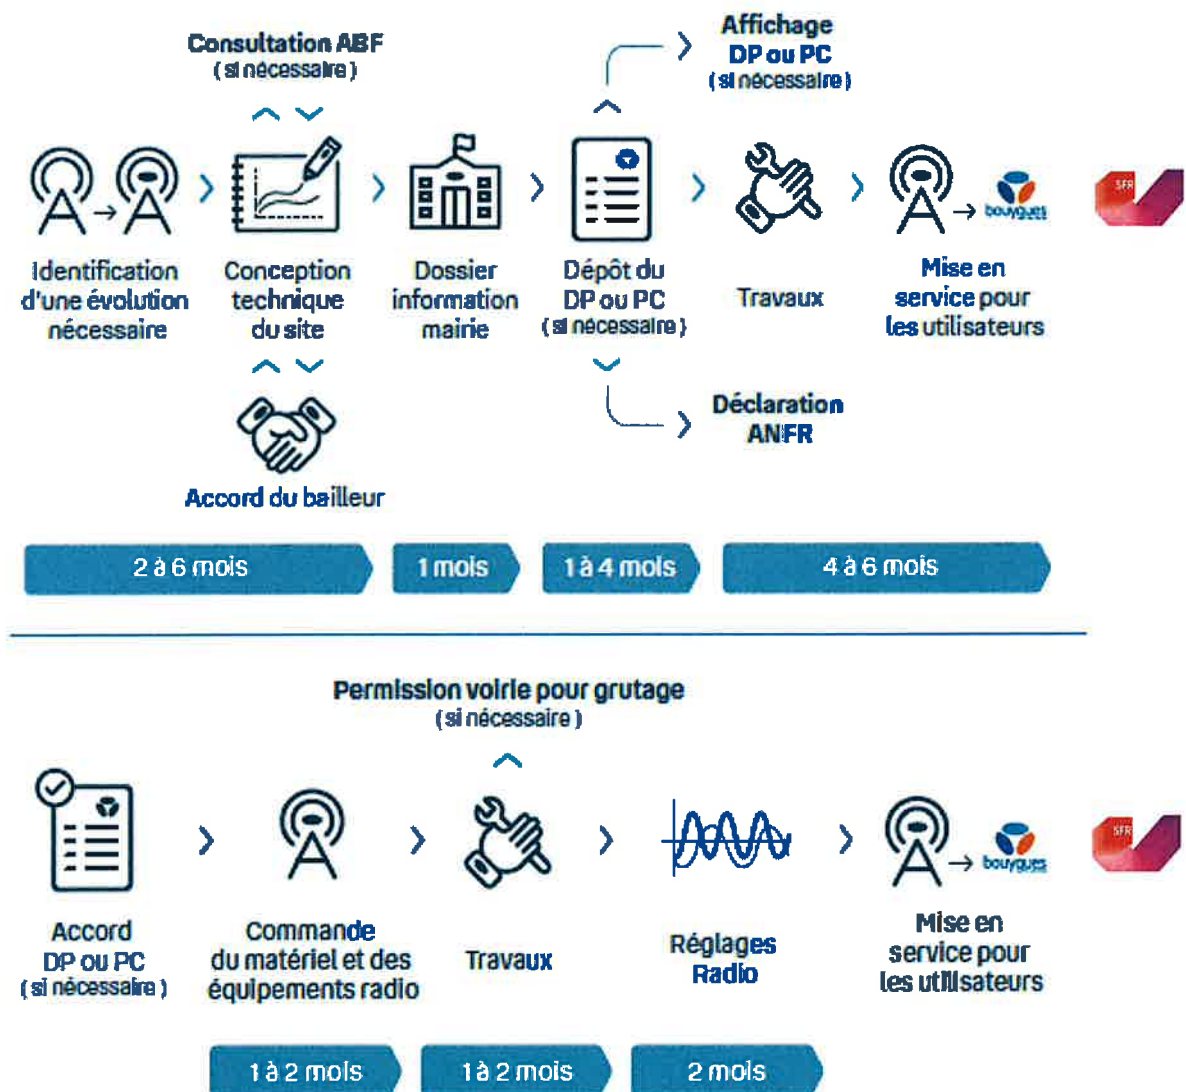 Consultation ABF
( si nécessaire )
Affichage
DP ou PC
( si nécessaire )
Identification
d'une évolution
nécessaire
Conception
technique
du site
Dossier
information
mairie
Dépôt du
DP ou PC
( si nécessaire )
Travaux
Mise en
service pour
les utilisateurs
bouygues
SFR
Accord du bailleur
Déclaration
ANFR
2 à 6 mois
1 mois
1 à 4 mois
4 à 6 mois
Permission voirie pour grutage
( si nécessaire )
Accord
DP ou PC
( si nécessaire )
Commande
du matériel et des
équipements radio
Travaux
Réglages
Radio
Mise en
service pour
les utilisateurs
bouygues
SFR
1 à 2 mois
1 à 2 mois
2 mois